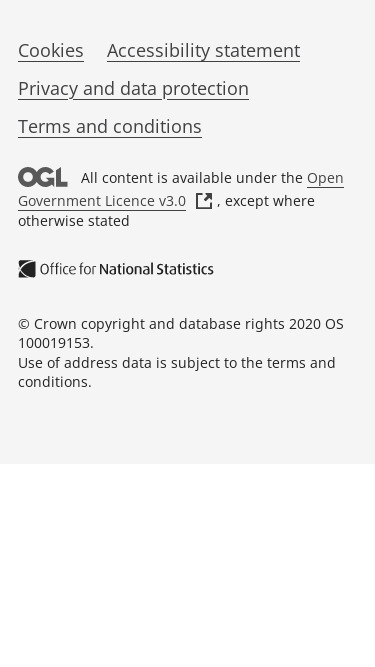 Cookies Accessibility statement
Privacy and data protection
Terms and conditions
OGL All content is available under the Open
Government Licence v3.0 , except where
otherwise stated
Office for National Statistics
© Crown copyright and database rights 2020 OS
100019153.
Use of address data is subject to the terms and
conditions.